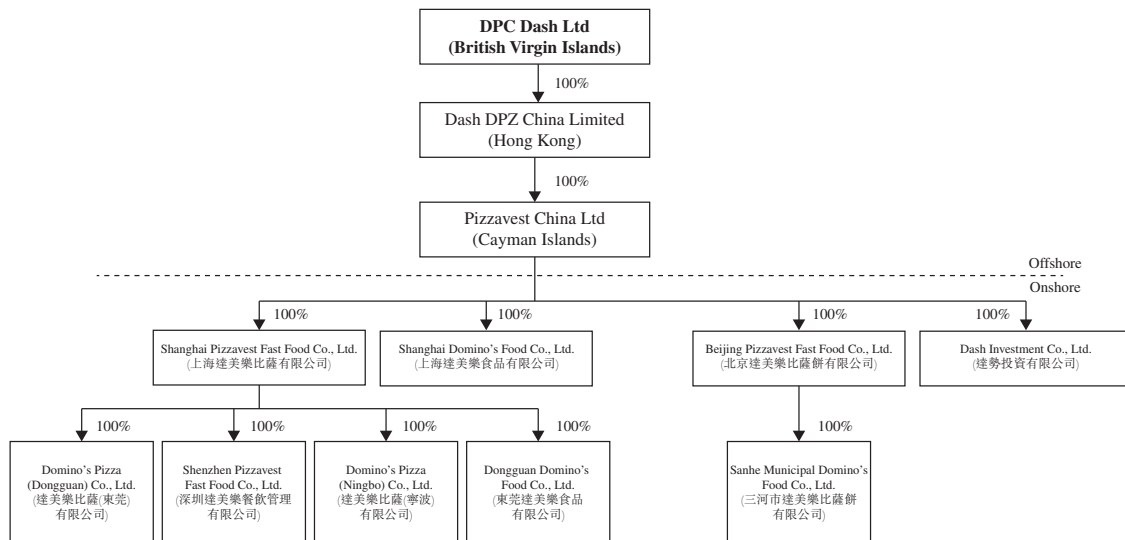 DPC Dash Ltd
(British Virgin Islands)
100%
Dash DPZ China Limited
(Hong Kong)
100%
Pizzavest China Ltd
(Cayman Islands)
Offshore
Onshore
100%
100%
100%
100%
Shanghai Pizzavest Fast Food Co., Ltd.
(上海達美樂比薩有限公司)
Shanghai Domino's Food Co., Ltd.
(上海達美樂食品有限公司)
Beijing Pizzavest Fast Food Co., Ltd.
(北京達美樂比薩餅有限公司)
Dash Investment Co., Ltd.
(達勢投資有限公司)
100%
100%
100%
100%
100%
Domino's Pizza
(Dongguan) Co., Ltd.
(達美樂比薩(東莞)
有限公司)
Shenzhen Pizzavest
Fast Food Co., Ltd.
(深圳達美樂餐飲管理
有限公司)
Domino's Pizza
(Ningbo) Co., Ltd.
(達美樂比薩(寧波)
有限公司)
Dongguan Domino's
Food Co., Ltd.
(東莞達美樂食品
有限公司)
Sanhe Municipal Domino's
Food Co., Ltd.
(三河市達美樂比薩餅
有限公司)